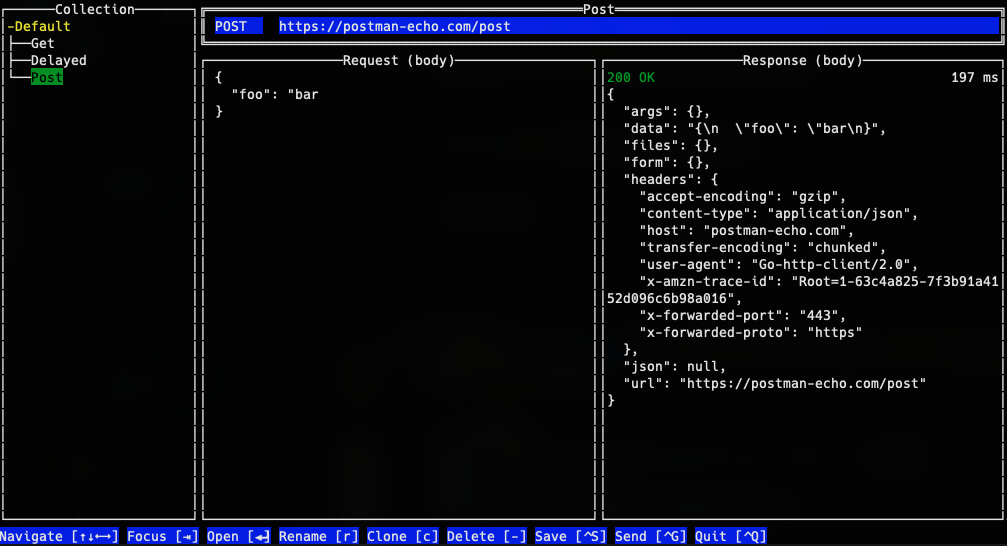 Collection
-Default
Get
Delayed
Post
Post
POST https://postman-echo.com/post
Request (body)
{
  "foo": "bar
}
Response (body)
200 OK 197 ms
{
  "args": {},
  "data": "{\n  \"foo\": \"bar\n}",
  "files": {},
  "form": {},
  "headers": {
    "accept-encoding": "gzip",
    "content-type": "application/json",
    "host": "postman-echo.com",
    "transfer-encoding": "chunked",
    "user-agent": "Go-http-client/2.0",
    "x-amzn-trace-id": "Root=1-63c4a825-7f3b91a41
52d096c6b98a016",
    "x-forwarded-port": "443",
    "x-forwarded-proto": "https"
  },
  "json": null,
  "url": "https://postman-echo.com/post"
}
Navigate [↑↓←→] Focus [⇥] Open [↵] Rename [r] Clone [c] Delete [-] Save [^S] Send [^G] Quit [^Q]